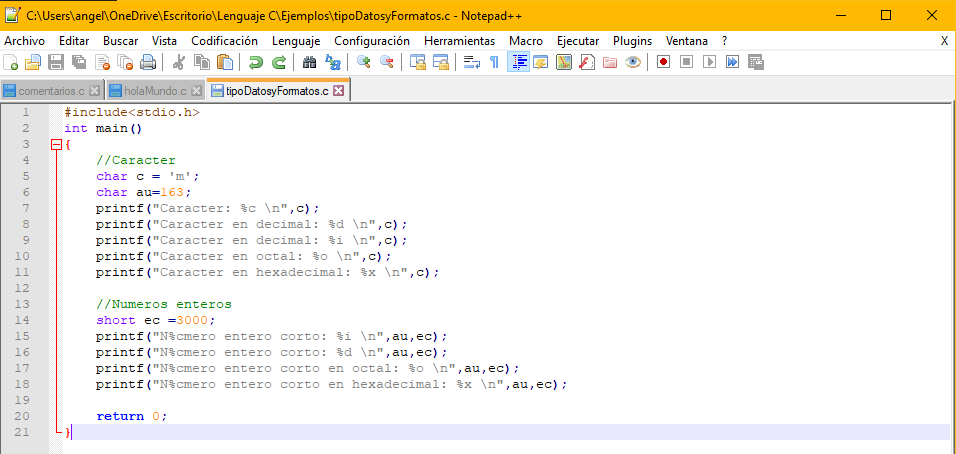 C:\Users\angel\OneDrive\Escritorio\Lenguaje C\Ejemplos\tipoDatosyFormatos.c - Notepad++
Archivo Editar Buscar Vista Codificación Lenguaje Configuración Herramientas Macro Ejecutar Plugins Ventana ? X
comentarios.c holaMundo.c tipoDatosyFormatos.c
1 #include<stdio.h>
2 int main()
3 {
4 //Caracter
5 char c = 'm';
6 char au=163;
7 printf("Caracter: %c \n",c);
8 printf("Caracter en decimal: %d \n",c);
9 printf("Caracter en decimal: %i \n",c);
10 printf("Caracter en octal: %o \n",c);
11 printf("Caracter en hexadecimal: %x \n",c);
12
13 //Numeros enteros
14 short ec =3000;
15 printf("N%cmero entero corto: %i \n",au,ec);
16 printf("N%cmero entero corto: %d \n",au,ec);
17 printf("N%cmero entero corto en octal: %o \n",au,ec);
18 printf("N%cmero entero corto en hexadecimal: %x \n",au,ec);
19
20 return 0;
21 }